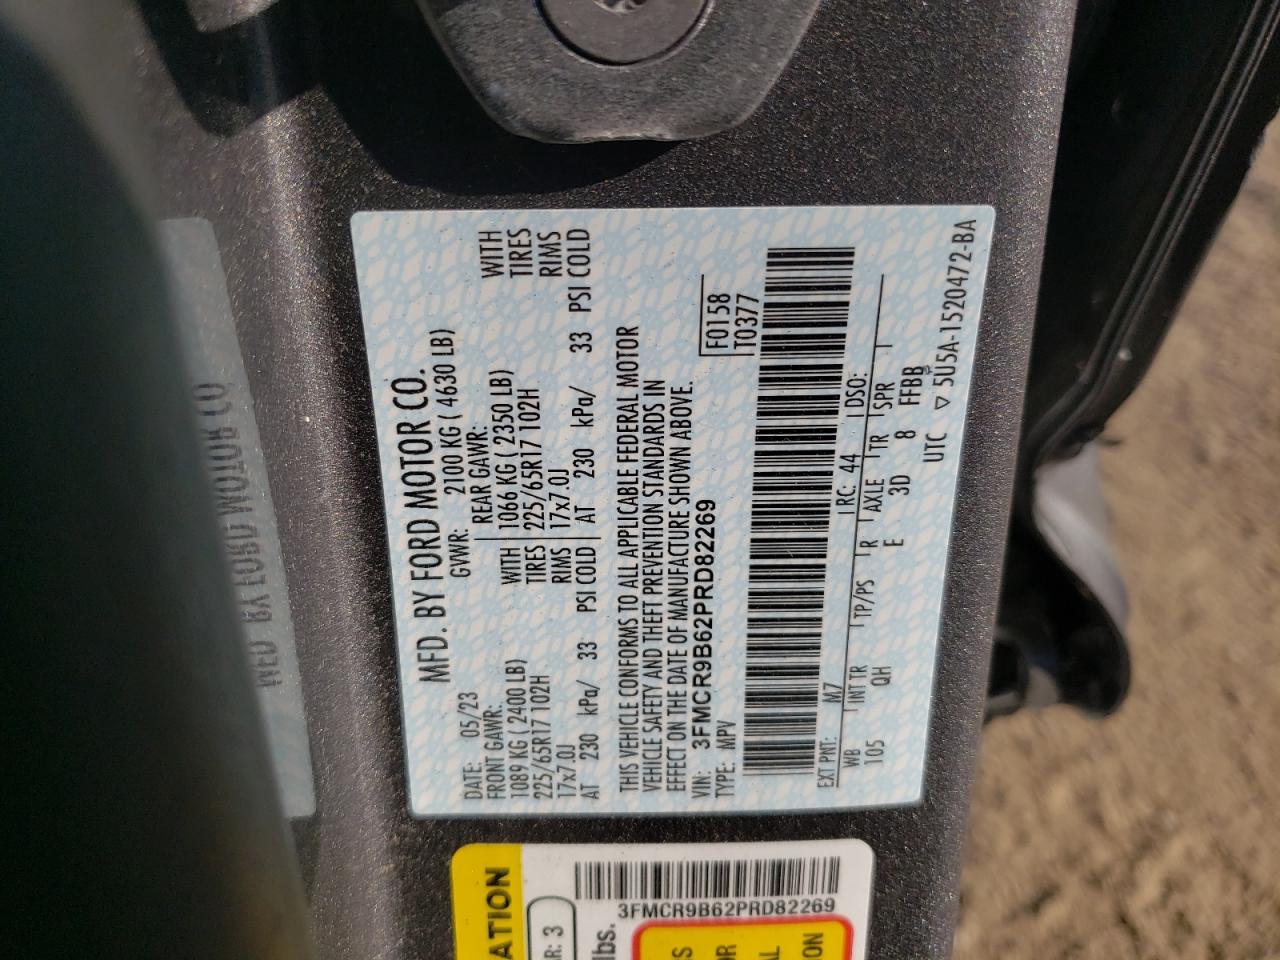 MFD. BY FORD MOTOR CO.
DATE: 05/23 GVWR: 2100 KG ( 4630 LB)
FRONT GAWR: REAR GAWR:
1089 KG ( 2400 LB) WITH 1066 KG ( 2350 LB) WITH
225/65R17 102H TIRES 225/65R17 102H TIRES
17x7.0J RIMS 17x7.0J RIMS
AT 230 kPa/ 33 PSI COLD AT 230 kPa/ 33 PSI COLD
THIS VEHICLE CONFORMS TO ALL APPLICABLE FEDERAL MOTOR
VEHICLE SAFETY AND THEFT PREVENTION STANDARDS IN
EFFECT ON THE DATE OF MANUFACTURE SHOWN ABOVE.
VIN: 3FMCR9B62PRD82269 F0158
TYPE: MPV T0377
EXT PNT: M7 RC: 44 DSO:
WB INT TR TP/PS R AXLE TR SPR
105 QH E 3D 8 FFBB
UTC ▽ 5U5A-1520472-BA
MFD. BY FORD MOTOR CO.
3FMCR9B62PRD82269
AR: 3
lbs.